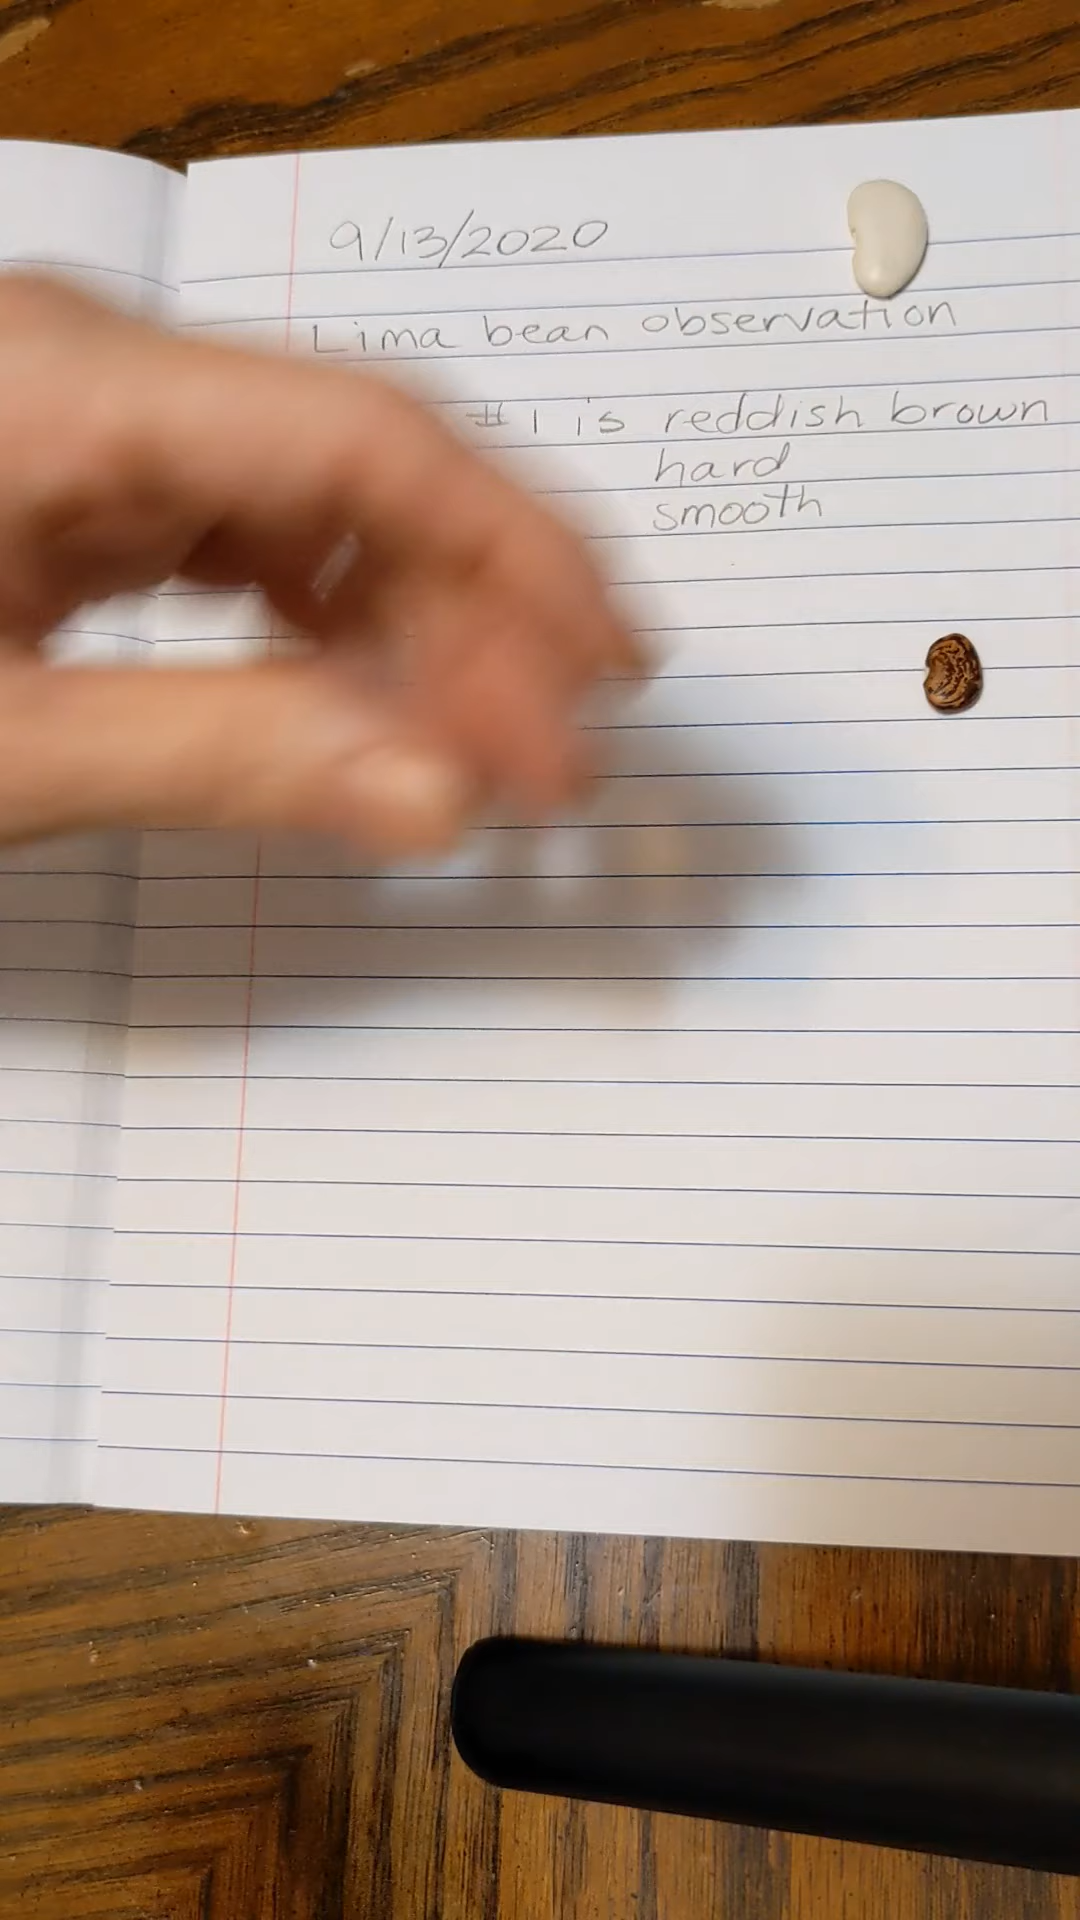 9/13/2020
Lima bean observation
#1 is reddish brown
hard
smooth